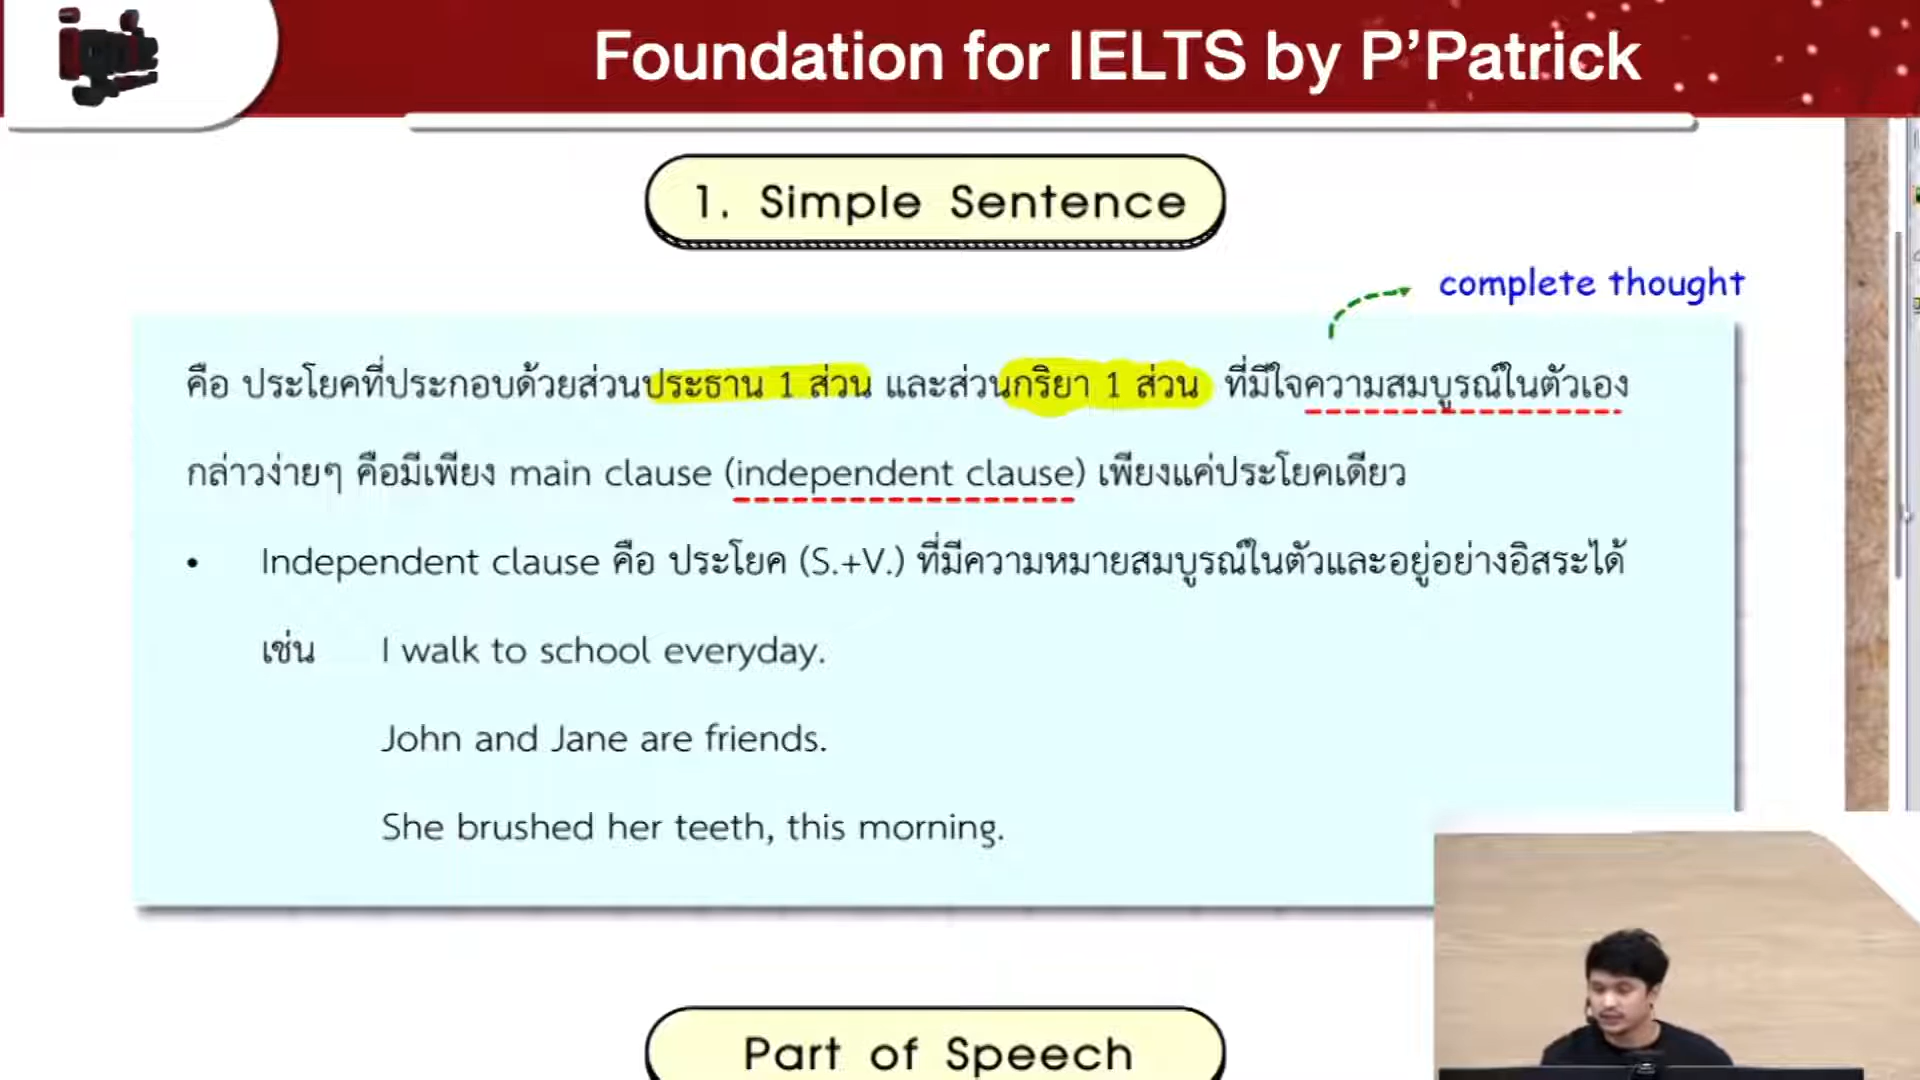 Foundation for IELTS by P’Patrick
1. Simple Sentence
complete thought
คือ ประโยคที่ประกอบด้วยส่วนประธาน 1 ส่วน และส่วนกริยา 1 ส่วน ที่มีใจความสมบูรณ์ในตัวเอง
กล่าวง่ายๆ คือมีเพียง main clause (independent clause) เพียงแค่ประโยคเดียว
• Independent clause คือ ประโยค (S.+V.) ที่มีความหมายสมบูรณ์ในตัวและอยู่อย่างอิสระได้
เช่น I walk to school everyday.
John and Jane are friends.
She brushed her teeth, this morning.
Part of Speech